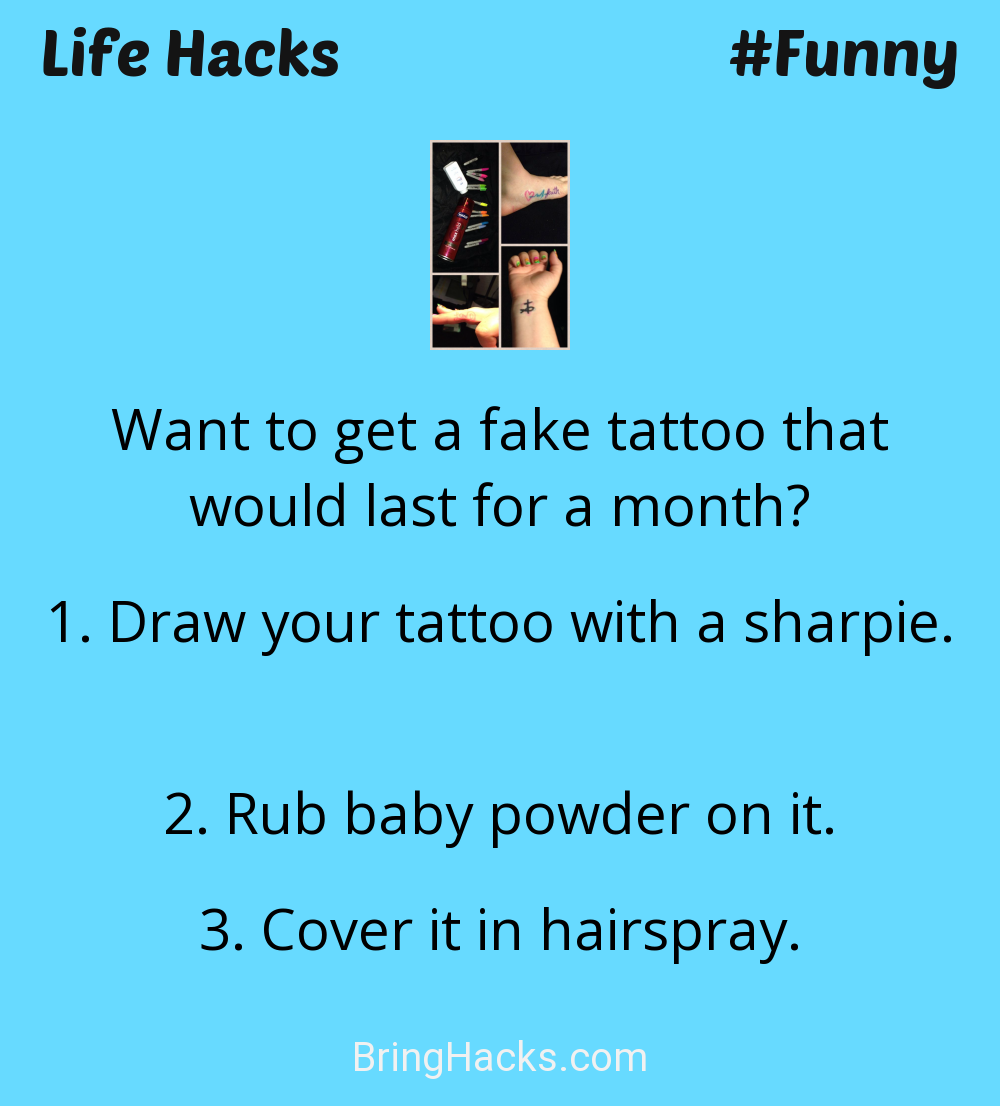 Life Hacks
#Funny
Want to get a fake tattoo that
would last for a month?
1. Draw your tattoo with a sharpie.
2. Rub baby powder on it.
3. Cover it in hairspray.
BringHacks.com